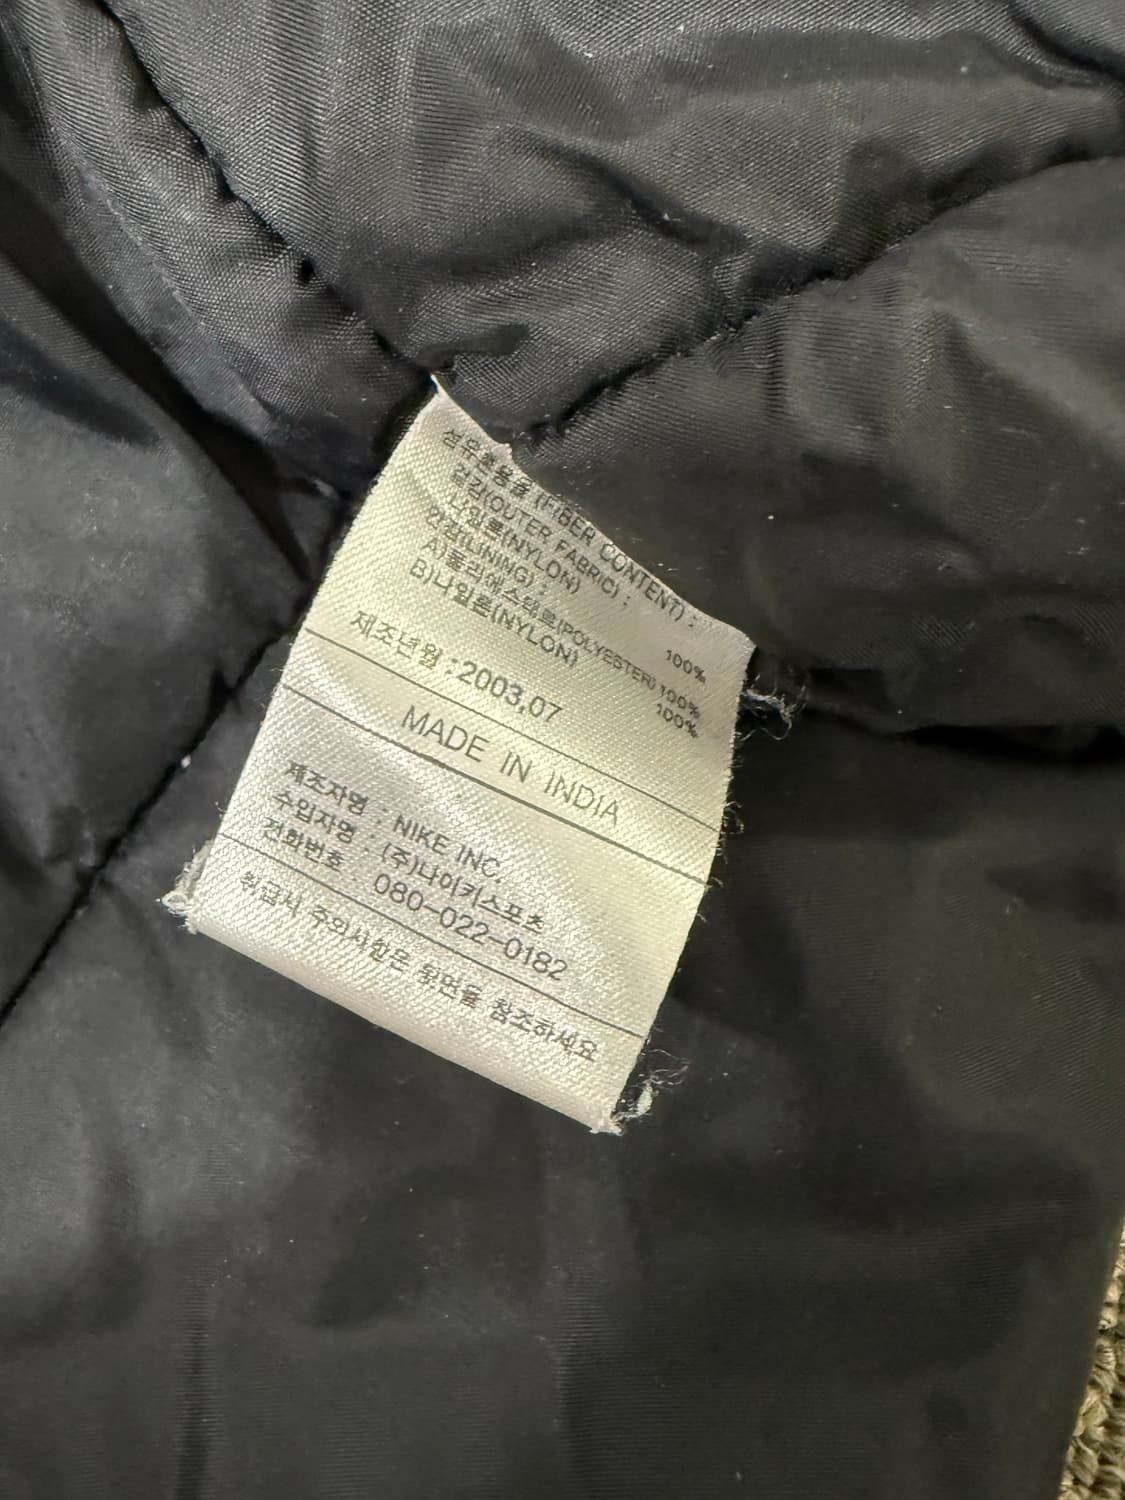 섬유혼용율 (FIBER CONTENT) :
겉감(OUTER FABRIC) :
나일론(NYLON) 100%
안감(LINING) :
A)폴리에스테르(POLYESTER) 100%
B)나일론(NYLON) 100%
제조년월 : 2003.07
MADE IN INDIA
제조자명 : NIKE INC.
수입자명 : (주)나이키스포츠
전화번호 : 080-022-0182
취급시 주의사항은 뒷면을 참조하세요